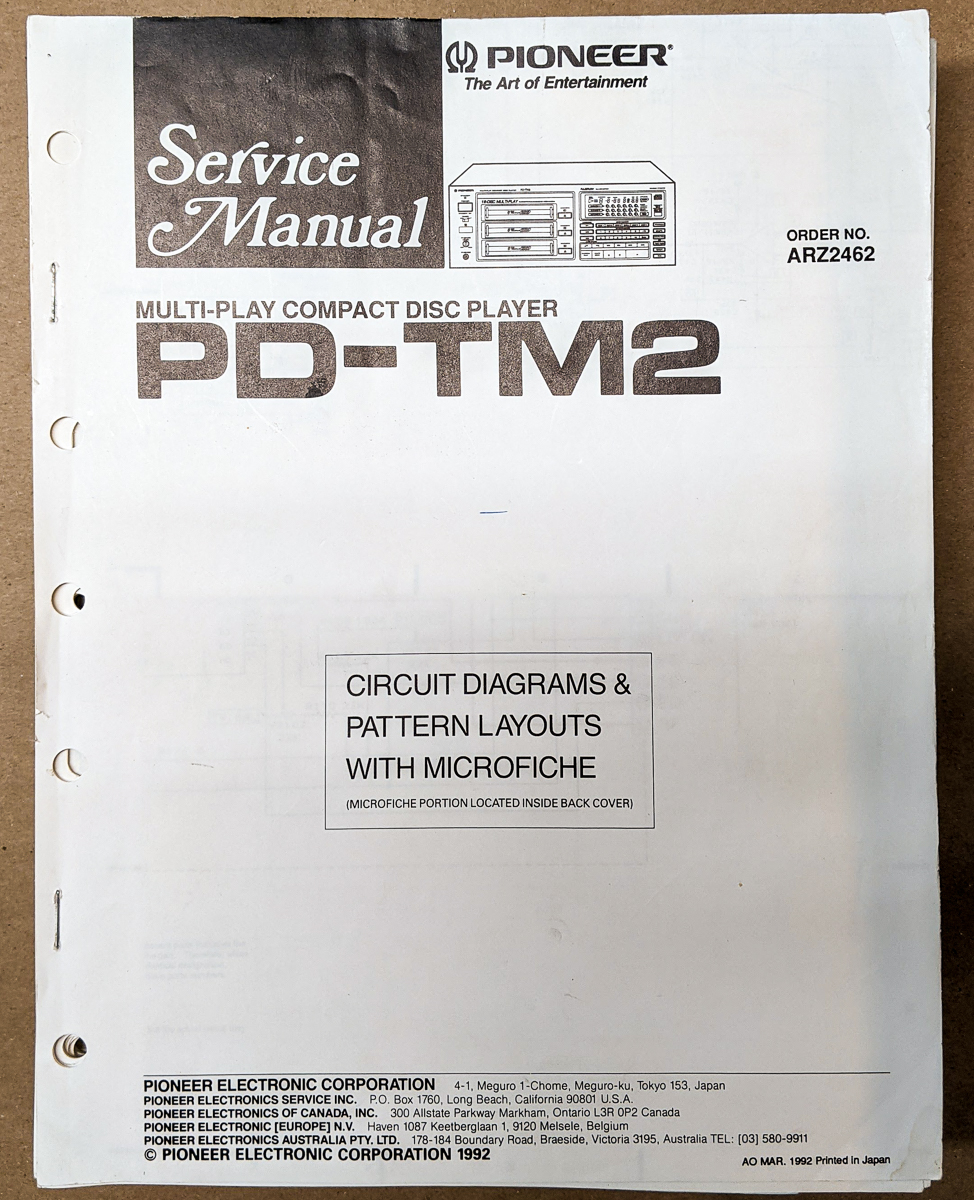 PIONEER®
The Art of Entertainment
Service
Manual
PIONEER
18-DISC MULTI-PLAY
ORDER NO.
ARZ2462
MULTI-PLAY COMPACT DISC PLAYER
PD-TM2
CIRCUIT DIAGRAMS &
PATTERN LAYOUTS
WITH MICROFICHE
(MICROFICHE PORTION LOCATED INSIDE BACK COVER)
PIONEER ELECTRONIC CORPORATION 4-1, Meguro 1-Chome, Meguro-ku, Tokyo 153, Japan
PIONEER ELECTRONICS SERVICE INC. P.O. Box 1760, Long Beach, California 90801 U.S.A.
PIONEER ELECTRONICS OF CANADA, INC. 300 Allstate Parkway Markham, Ontario L3R 0P2 Canada
PIONEER ELECTRONIC [EUROPE] N.V. Haven 1087 Keetberglaan 1, 9120 Melsele, Belgium
PIONEER ELECTRONICS AUSTRALIA PTY. LTD. 178-184 Boundary Road, Braeside, Victoria 3195, Australia TEL: [03] 580-9911
© PIONEER ELECTRONIC CORPORATION 1992
AO MAR. 1992 Printed in Japan